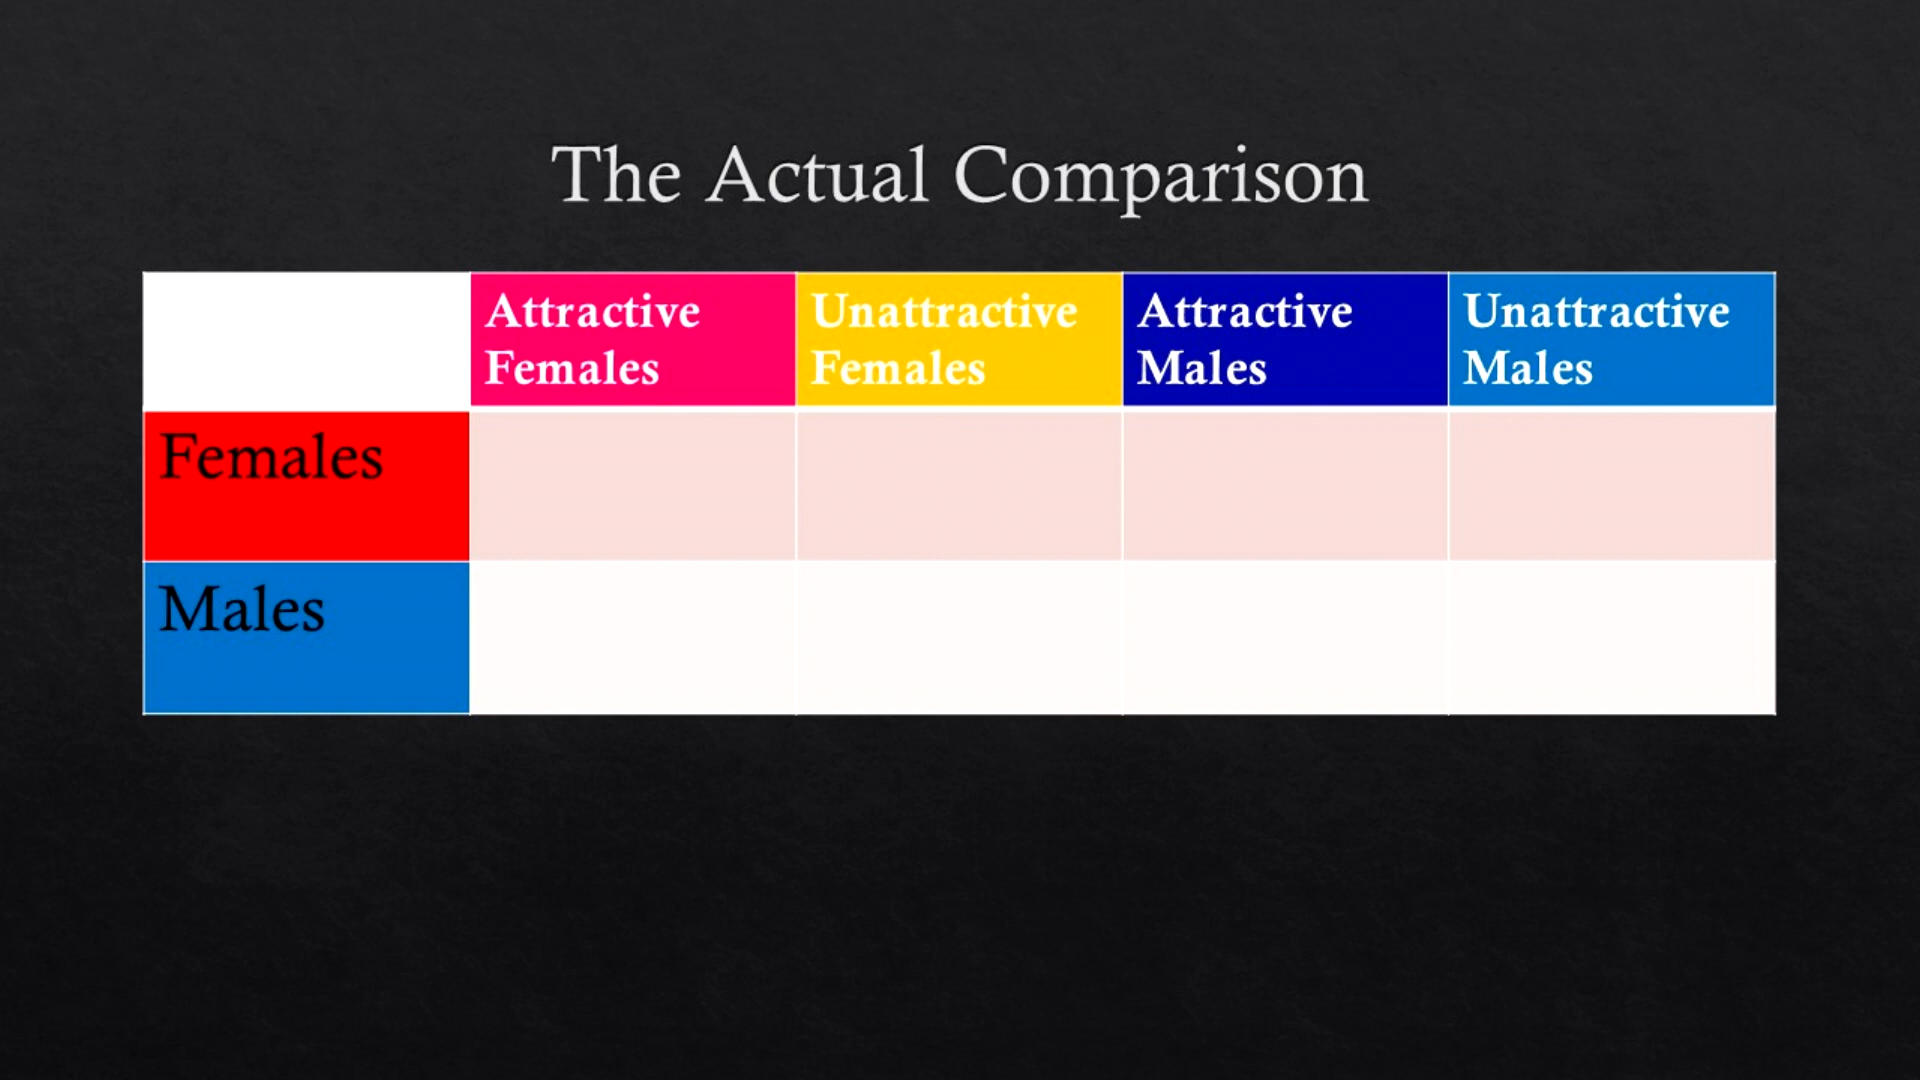 The Actual Comparison
Attractive Females
Unattractive Females
Attractive Males
Unattractive Males
Females
Males